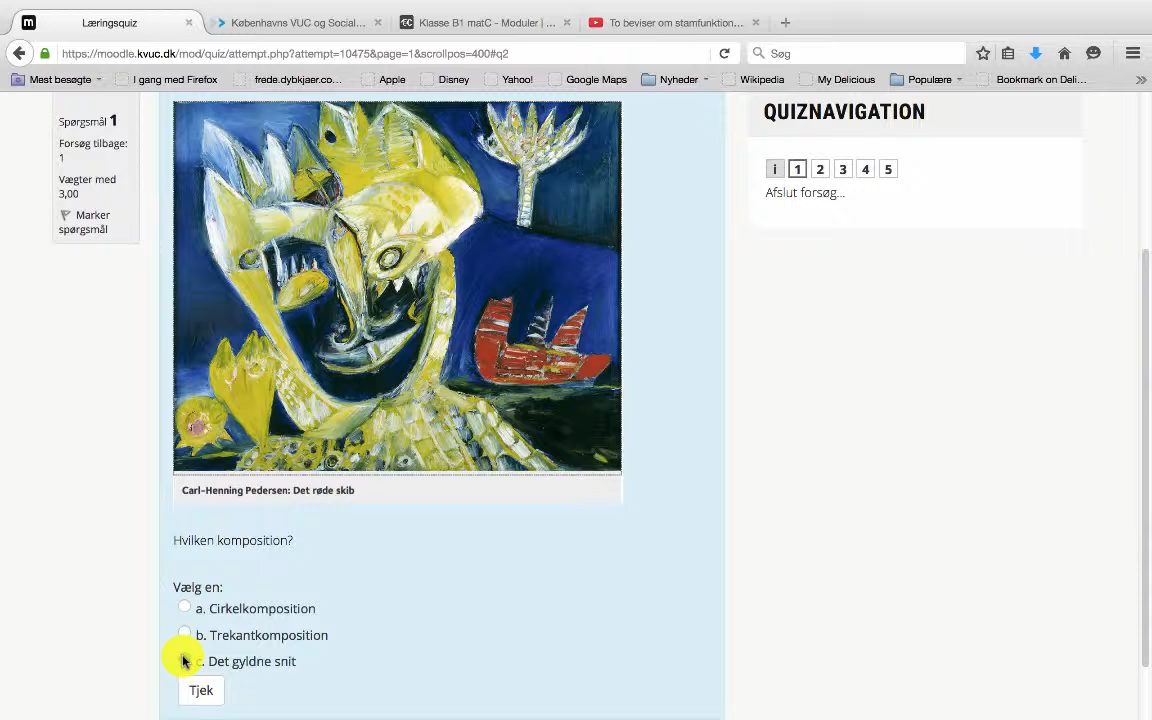 Læringsquiz
Københavns VUC og Social...
Klasse B1 matC - Moduler i ...
To beviser om stamfunktion...
https://moodle.kvuc.dk/mod/quiz/attempt.php?attempt=10475&page=1&scrollpos=400#q2
Søg
Mest besøgte
I gang med Firefox
frede.dybkjaer.co...
Apple
Disney
Yahoo!
Google Maps
Nyheder
Wikipedia
My Delicious
Populære
Bookmark on Deli...
Spørgsmål 1
Forsøg tilbage:
1
Vægter med
3,00
Marker
spørgsmål
Carl-Henning Pedersen: Det røde skib
Hvilken komposition?
Vælg en:
a. Cirkelkomposition
b. Trekantkomposition
c. Det gyldne snit
Tjek
QUIZNAVIGATION
i 1 2 3 4 5
Afslut forsøg...